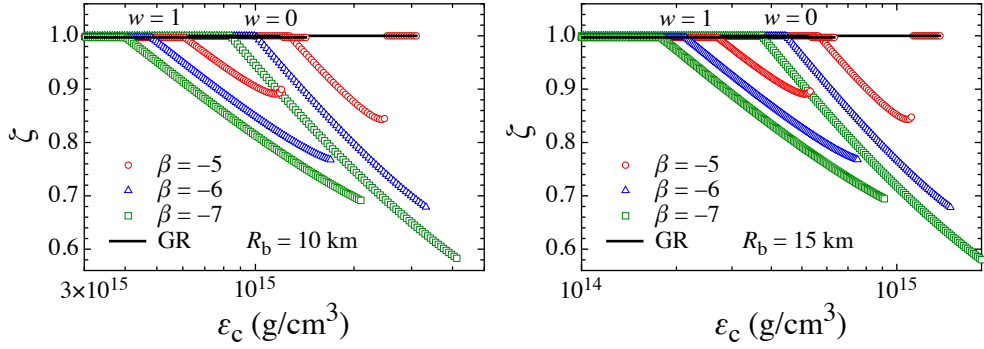 w = 1 w = 0
1.0
0.9
0.8
0.7
0.6
ζ
β = −5
β = −6
β = −7
GR R_b = 10 km
3×10^15 10^15
ε_c (g/cm^3)
w = 1 w = 0
1.0
0.9
0.8
0.7
0.6
ζ
β = −5
β = −6
β = −7
GR R_b = 15 km
10^14 10^15
ε_c (g/cm^3)